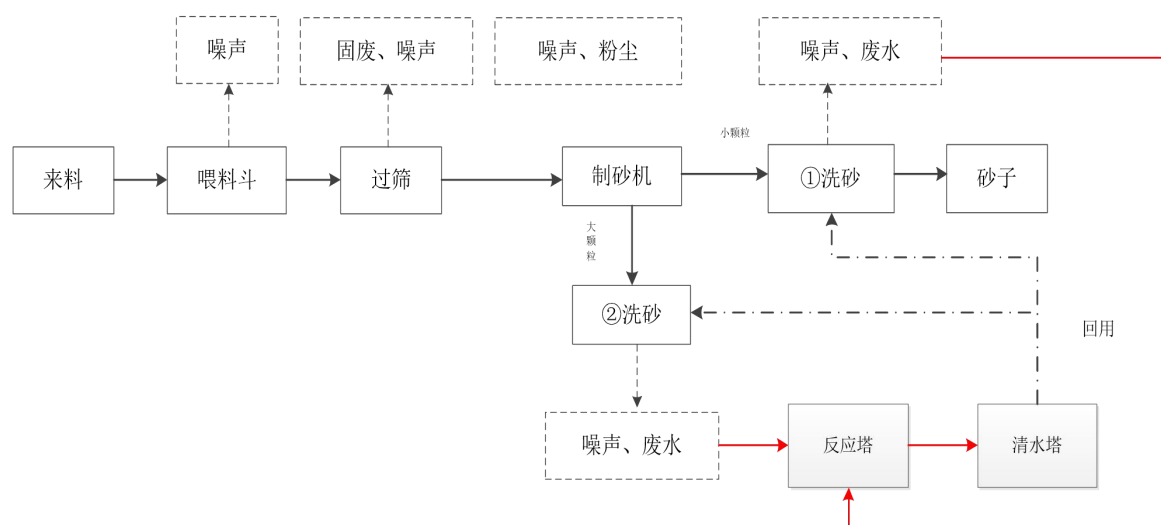 噪声
固废、噪声
噪声、粉尘
噪声、废水
小颗粒
来料
喂料斗
过筛
制砂机
①洗砂
砂子
大
颗
粒
②洗砂
回用
噪声、废水
反应塔
清水塔